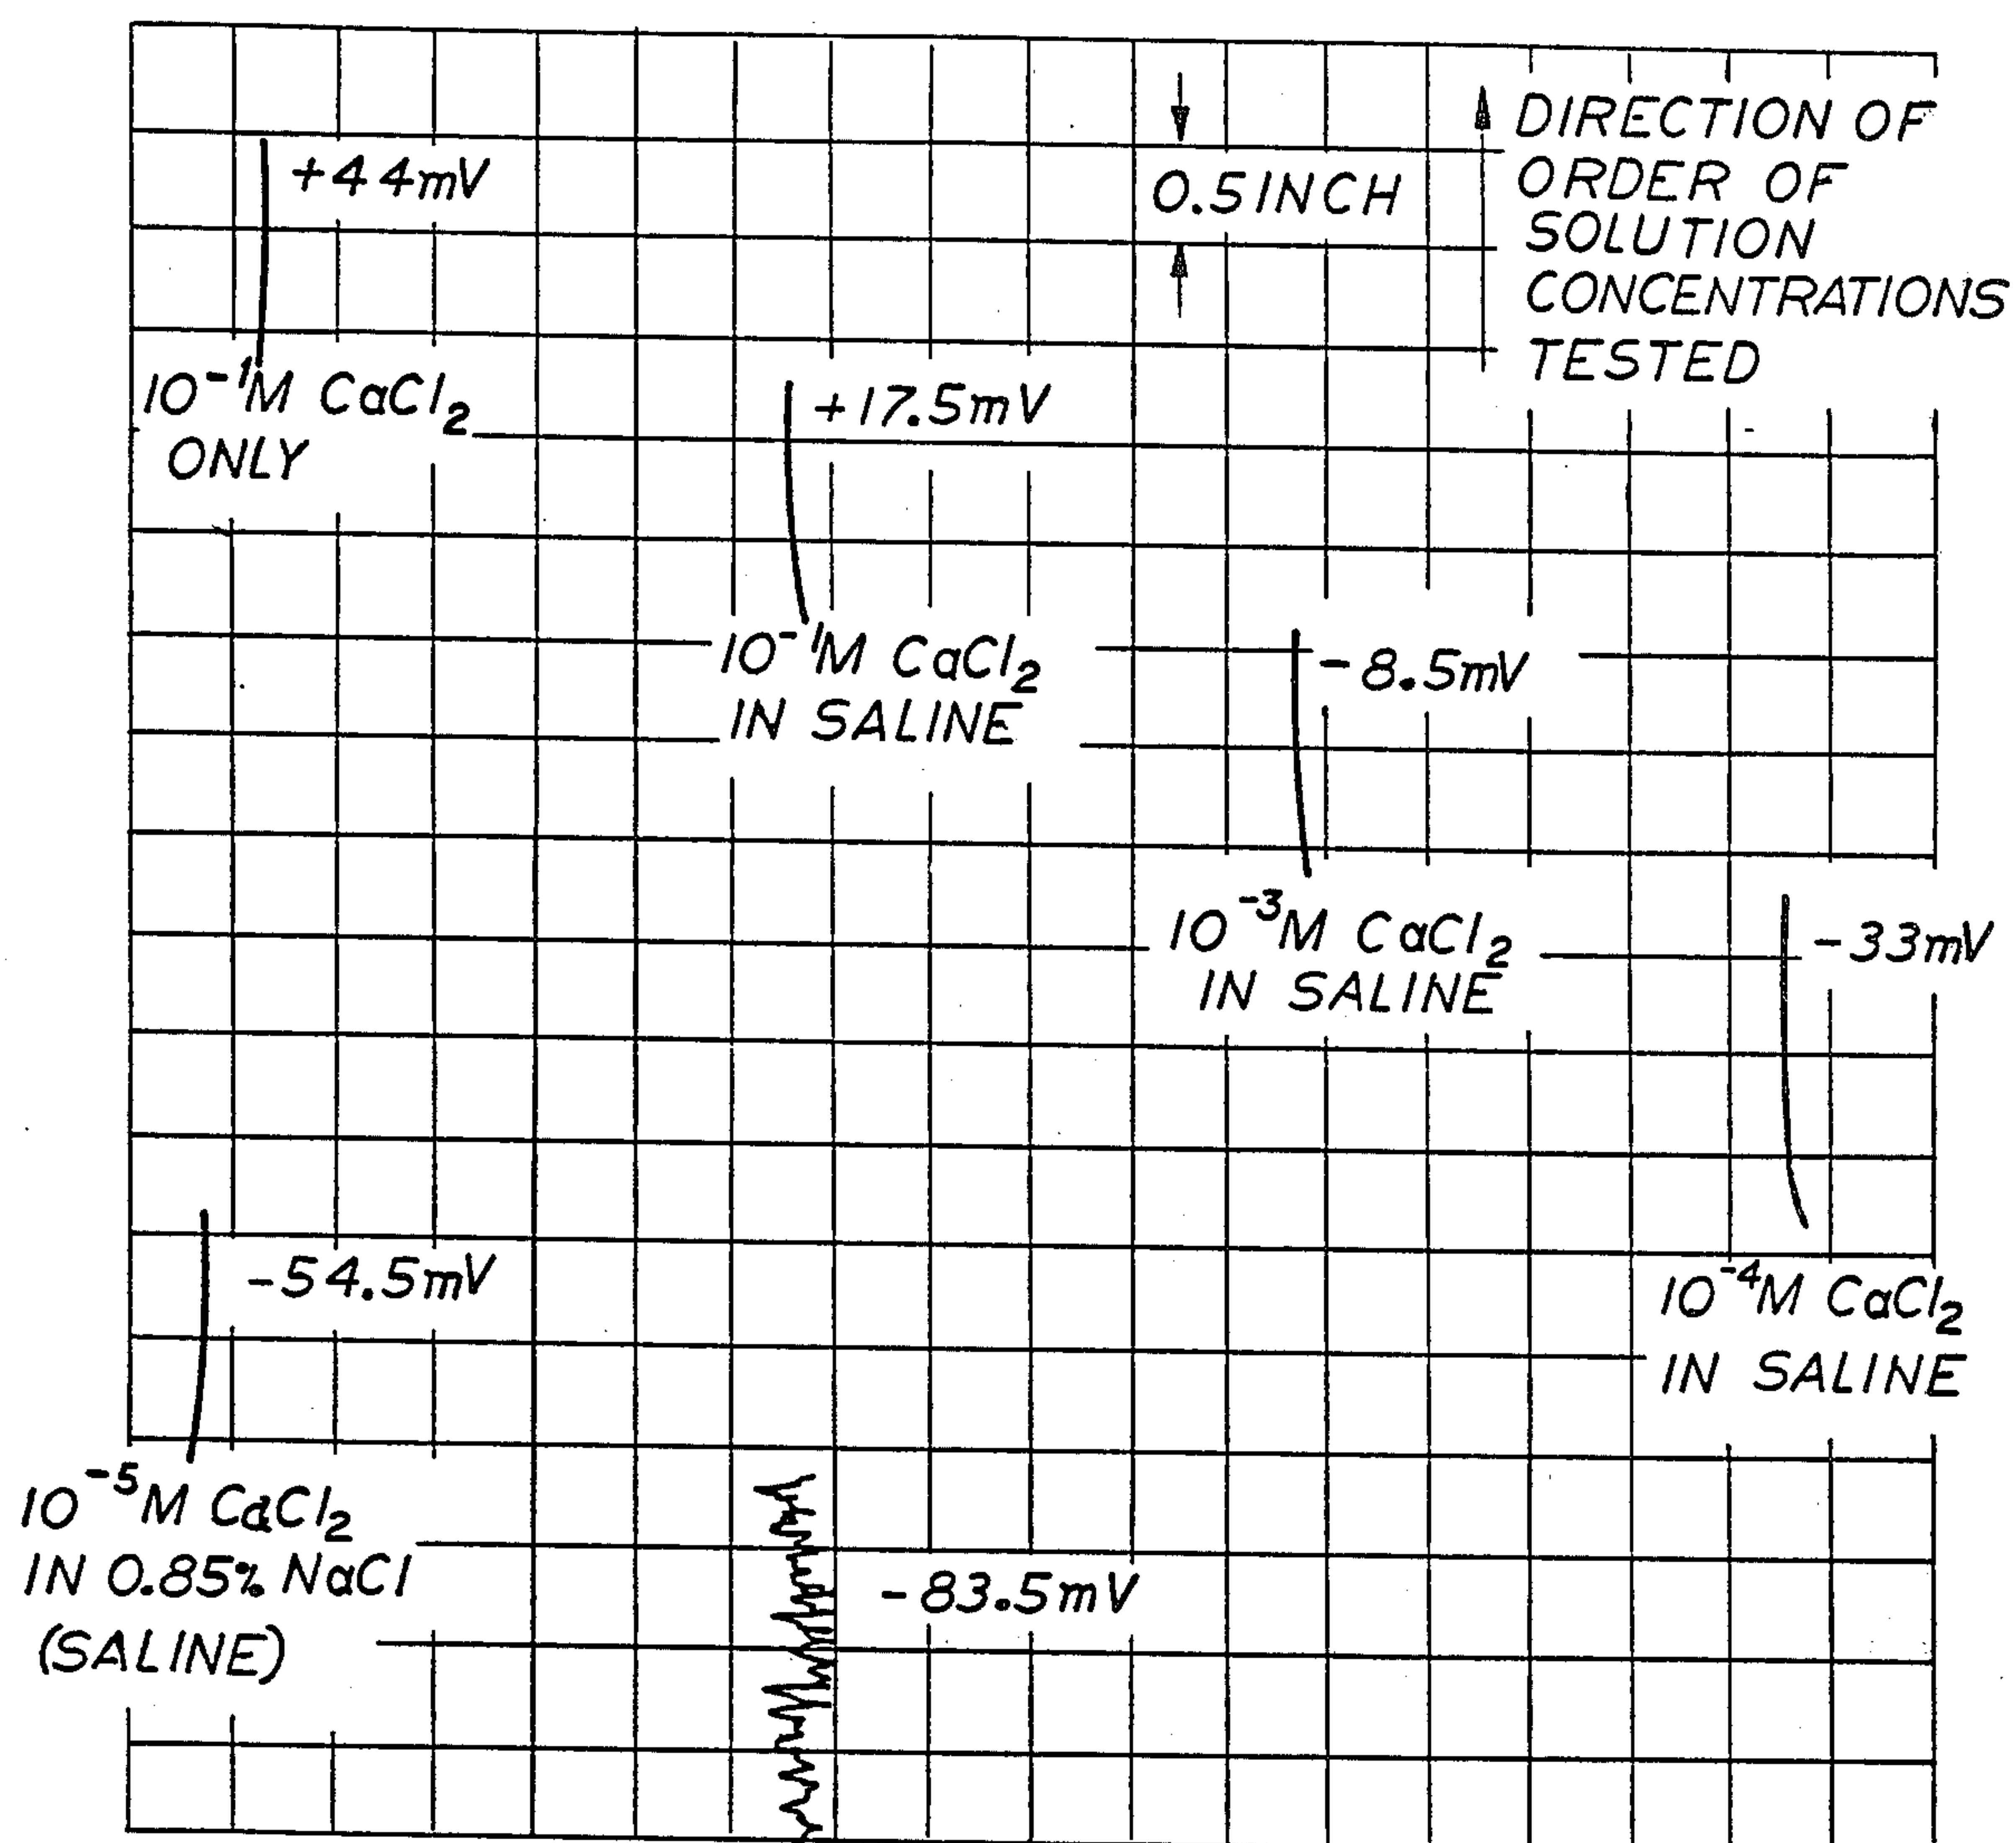 DIRECTION OF
ORDER OF
SOLUTION
CONCENTRATIONS
TESTED
0.5 INCH
+44mV
10⁻¹M CaCl₂
ONLY
+17.5mV
10⁻¹M CaCl₂
IN SALINE
-8.5mV
10⁻³M CaCl₂
IN SALINE
-33mV
10⁻⁴M CaCl₂
IN SALINE
-54.5mV
10⁻⁵M CaCl₂
IN 0.85% NaCl
(SALINE)
-83.5mV